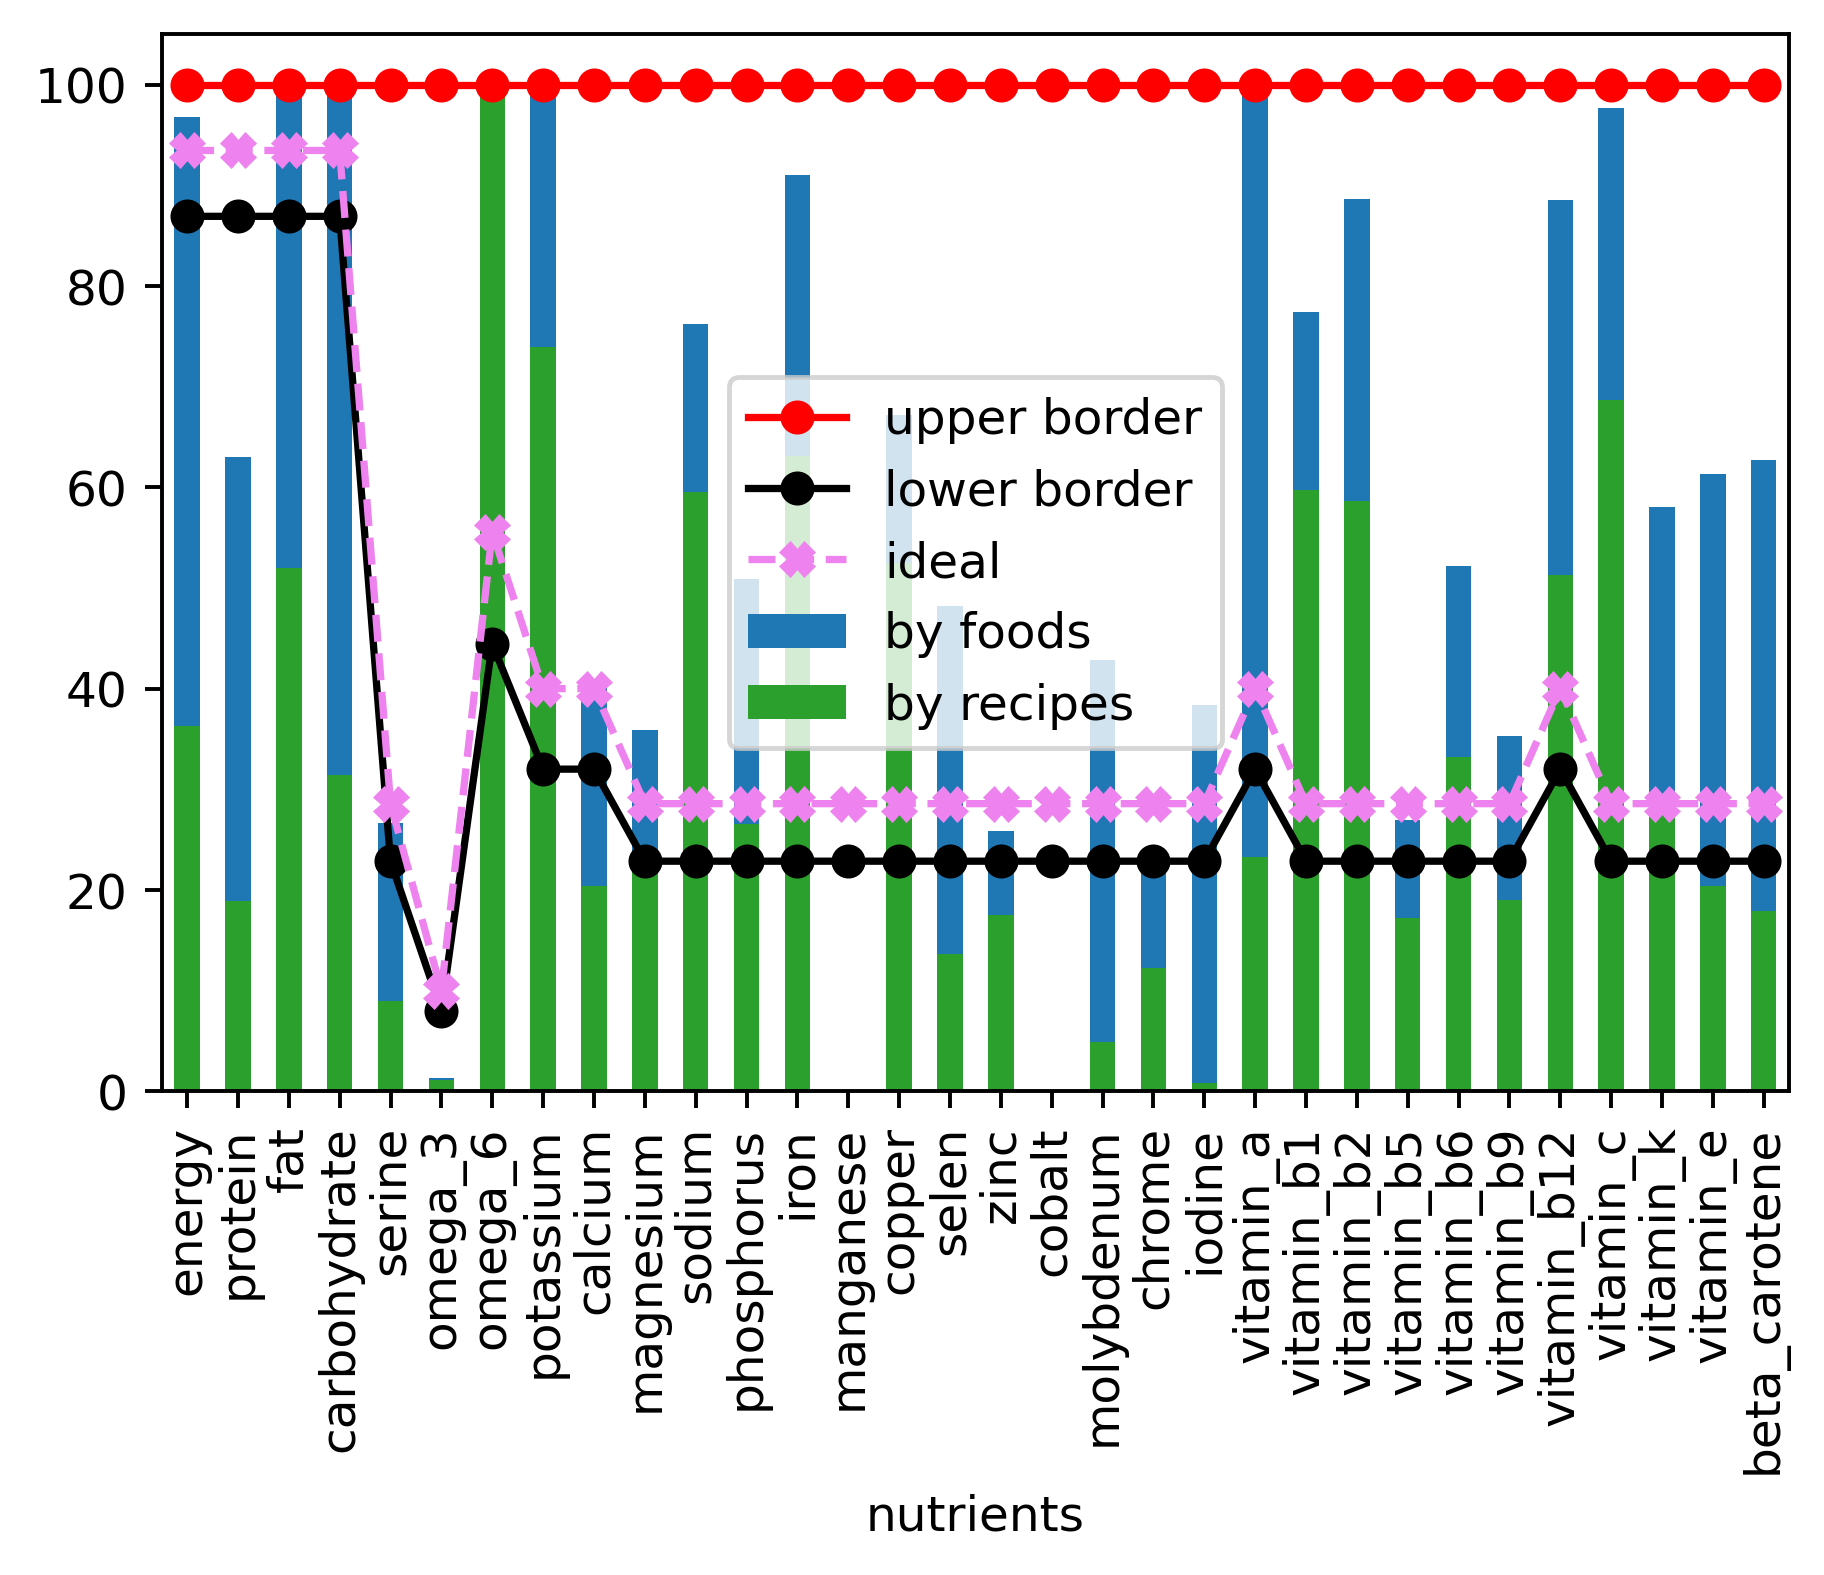 100
80
60
40
20
0
upper border
lower border
ideal
by foods
by recipes
energy
protein
fat
carbohydrate
serine
omega_3
omega_6
potassium
calcium
magnesium
sodium
phosphorus
iron
manganese
copper
selen
zinc
cobalt
molybdenum
chrome
iodine
vitamin_a
vitamin_b1
vitamin_b2
vitamin_b5
vitamin_b6
vitamin_b9
vitamin_b12
vitamin_c
vitamin_k
vitamin_e
beta_carotene
nutrients